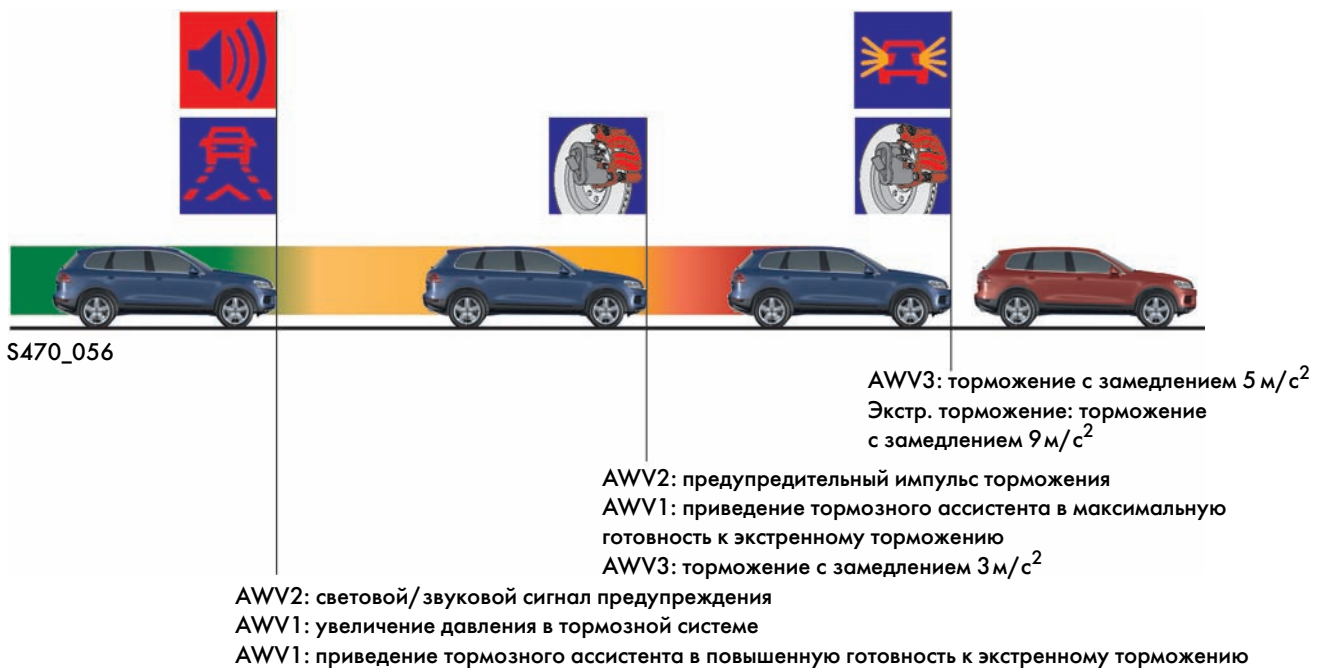 S470_056
AWV3: торможение с замедлением 5 м/с²
Экстр. торможение: торможение
с замедлением 9 м/с²
AWV2: предупредительный импульс торможения
AWV1: приведение тормозного ассистента в максимальную
готовность к экстренному торможению
AWV3: торможение с замедлением 3 м/с²
AWV2: световой/звуковой сигнал предупреждения
AWV1: увеличение давления в тормозной системе
AWV1: приведение тормозного ассистента в повышенную готовность к экстренному торможению